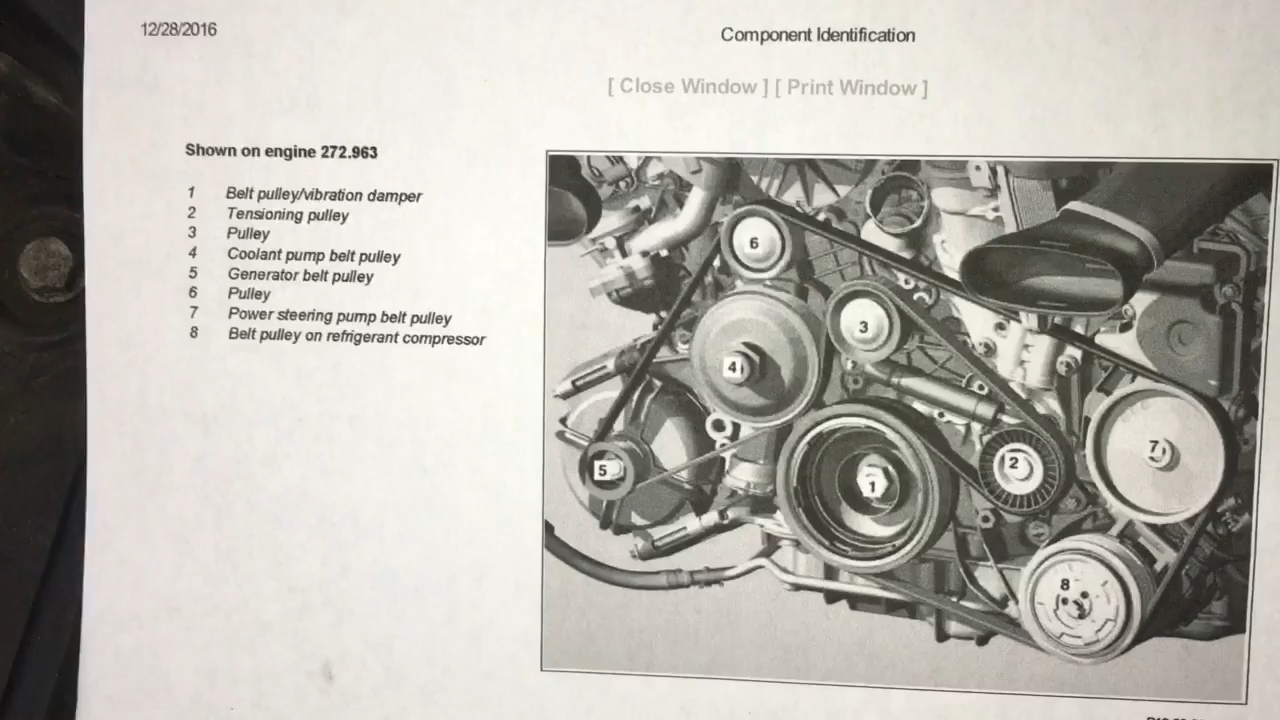 12/28/2016
Component Identification
[ Close Window ] [ Print Window ]
Shown on engine 272.963
1 Belt pulley/vibration damper
2 Tensioning pulley
3 Pulley
4 Coolant pump belt pulley
5 Generator belt pulley
6 Pulley
7 Power steering pump belt pulley
8 Belt pulley on refrigerant compressor
6
3
4
7
2
5
1
8